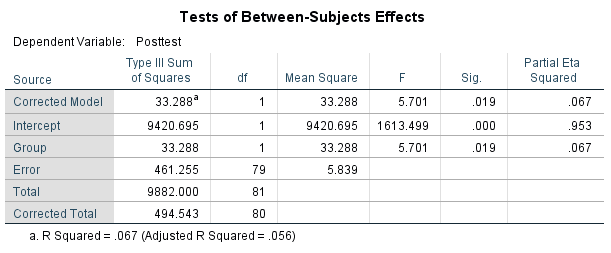 Tests of Between-Subjects Effects
Dependent Variable: Posttest
Source Type III Sum of Squares df Mean Square F Sig. Partial Eta Squared
Corrected Model 33.288a 1 33.288 5.701 .019 .067
Intercept 9420.695 1 9420.695 1613.499 .000 .953
Group 33.288 1 33.288 5.701 .019 .067
Error 461.255 79 5.839
Total 9882.000 81
Corrected Total 494.543 80
a. R Squared = .067 (Adjusted R Squared = .056)